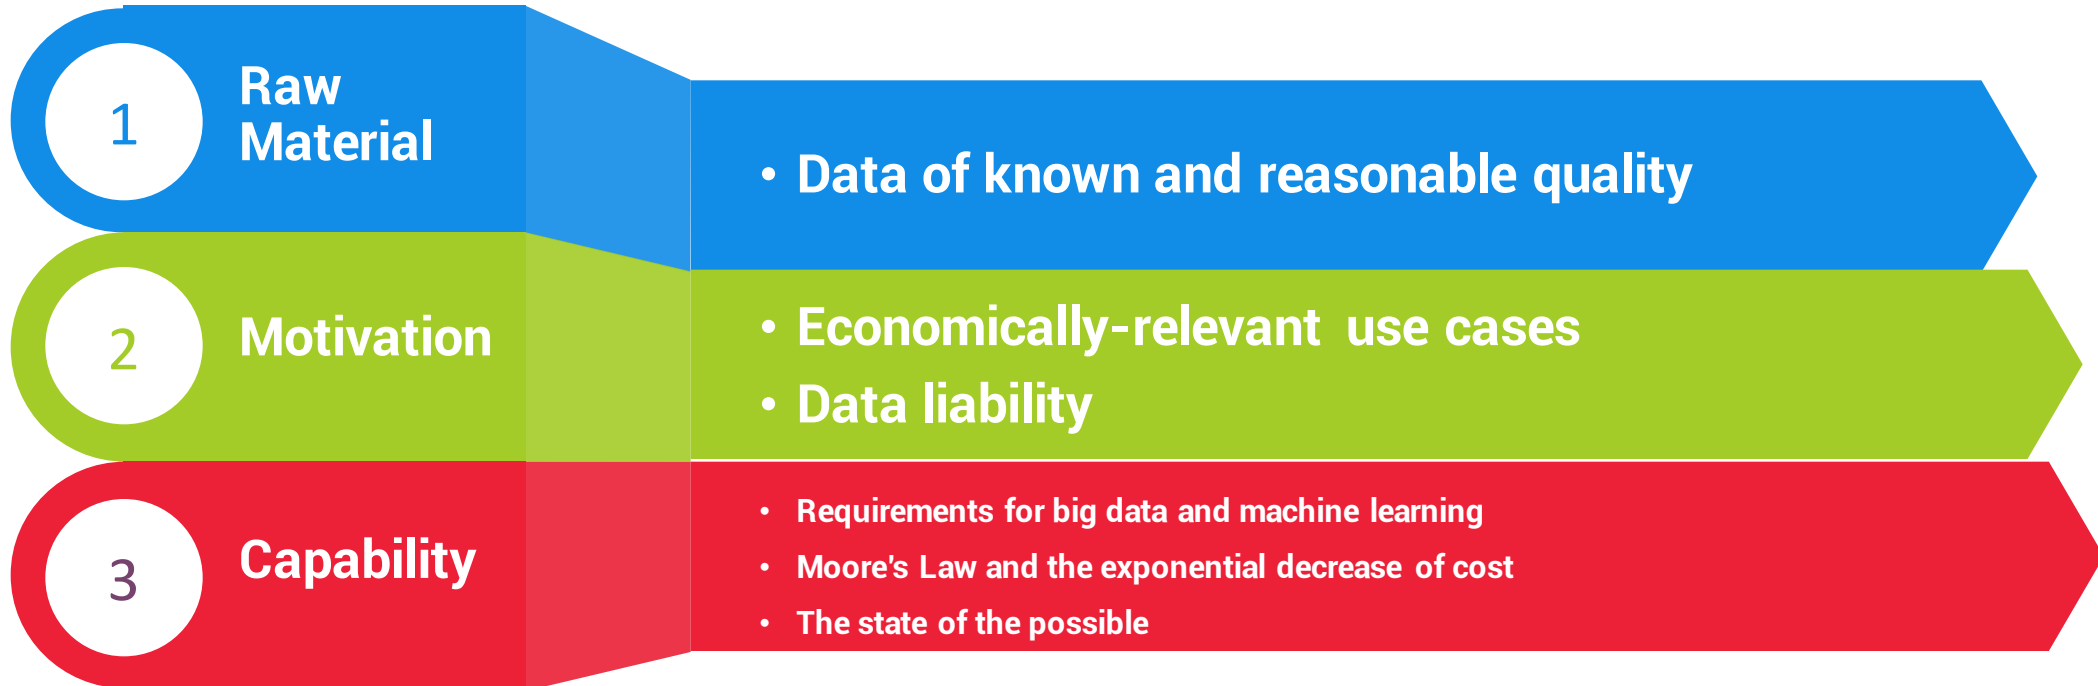 1
Raw
Material
• Data of known and reasonable quality
2
Motivation
• Economically-relevant use cases
• Data liability
3
Capability
• Requirements for big data and machine learning
• Moore's Law and the exponential decrease of cost
• The state of the possible